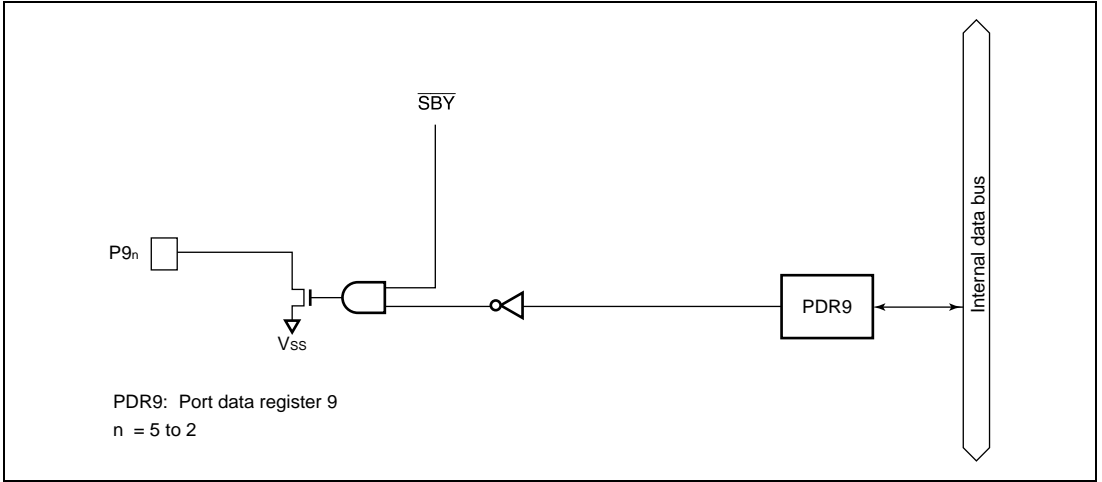 SBY
P9n
PDR9
Internal data bus
VSS
PDR9: Port data register 9
n = 5 to 2